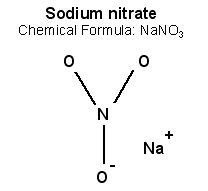 Sodium nitrate
Chemical Formula: NaNO₃
O O
N
Na⁺
O⁻